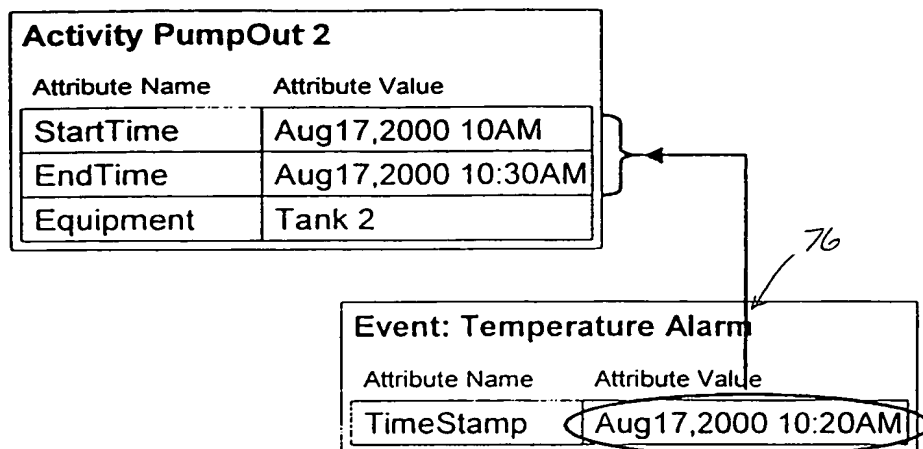 Activity PumpOut 2
Attribute Name Attribute Value
StartTime Aug17,2000 10AM
EndTime Aug17,2000 10:30AM
Equipment Tank 2
76
Event: Temperature Alarm
Attribute Name Attribute Value
TimeStamp Aug17,2000 10:20AM